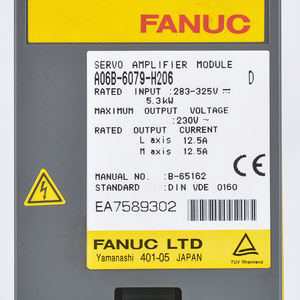 FANUC
SERVO AMPLIFIER MODULE
A06B-6079-H206 D
RATED INPUT :283-325V ⎓
5.3kW
MAXIMUM OUTPUT VOLTAGE
:230V ~
RATED OUTPUT CURRENT
L axis 12.5A
M axis 12.5A
MANUAL NO. :B-65162
STANDARD :DIN VDE 0160
EA7589302
FANUC LTD
Yamanashi 401-05 JAPAN
CE
TUV Rheinland